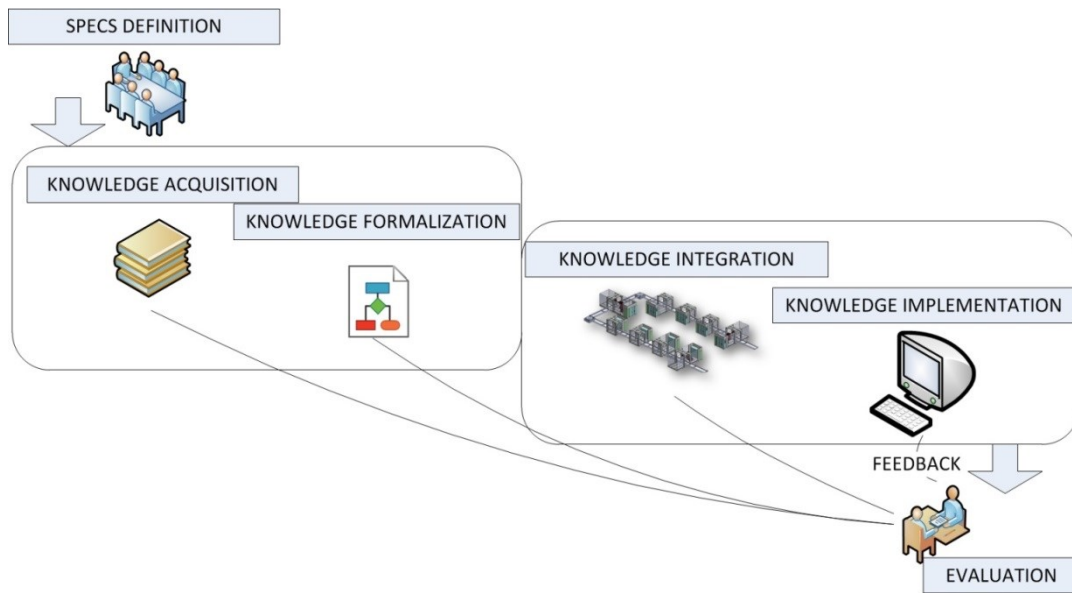 SPECS DEFINITION
KNOWLEDGE ACQUISITION
KNOWLEDGE FORMALIZATION
KNOWLEDGE INTEGRATION
KNOWLEDGE IMPLEMENTATION
FEEDBACK
EVALUATION